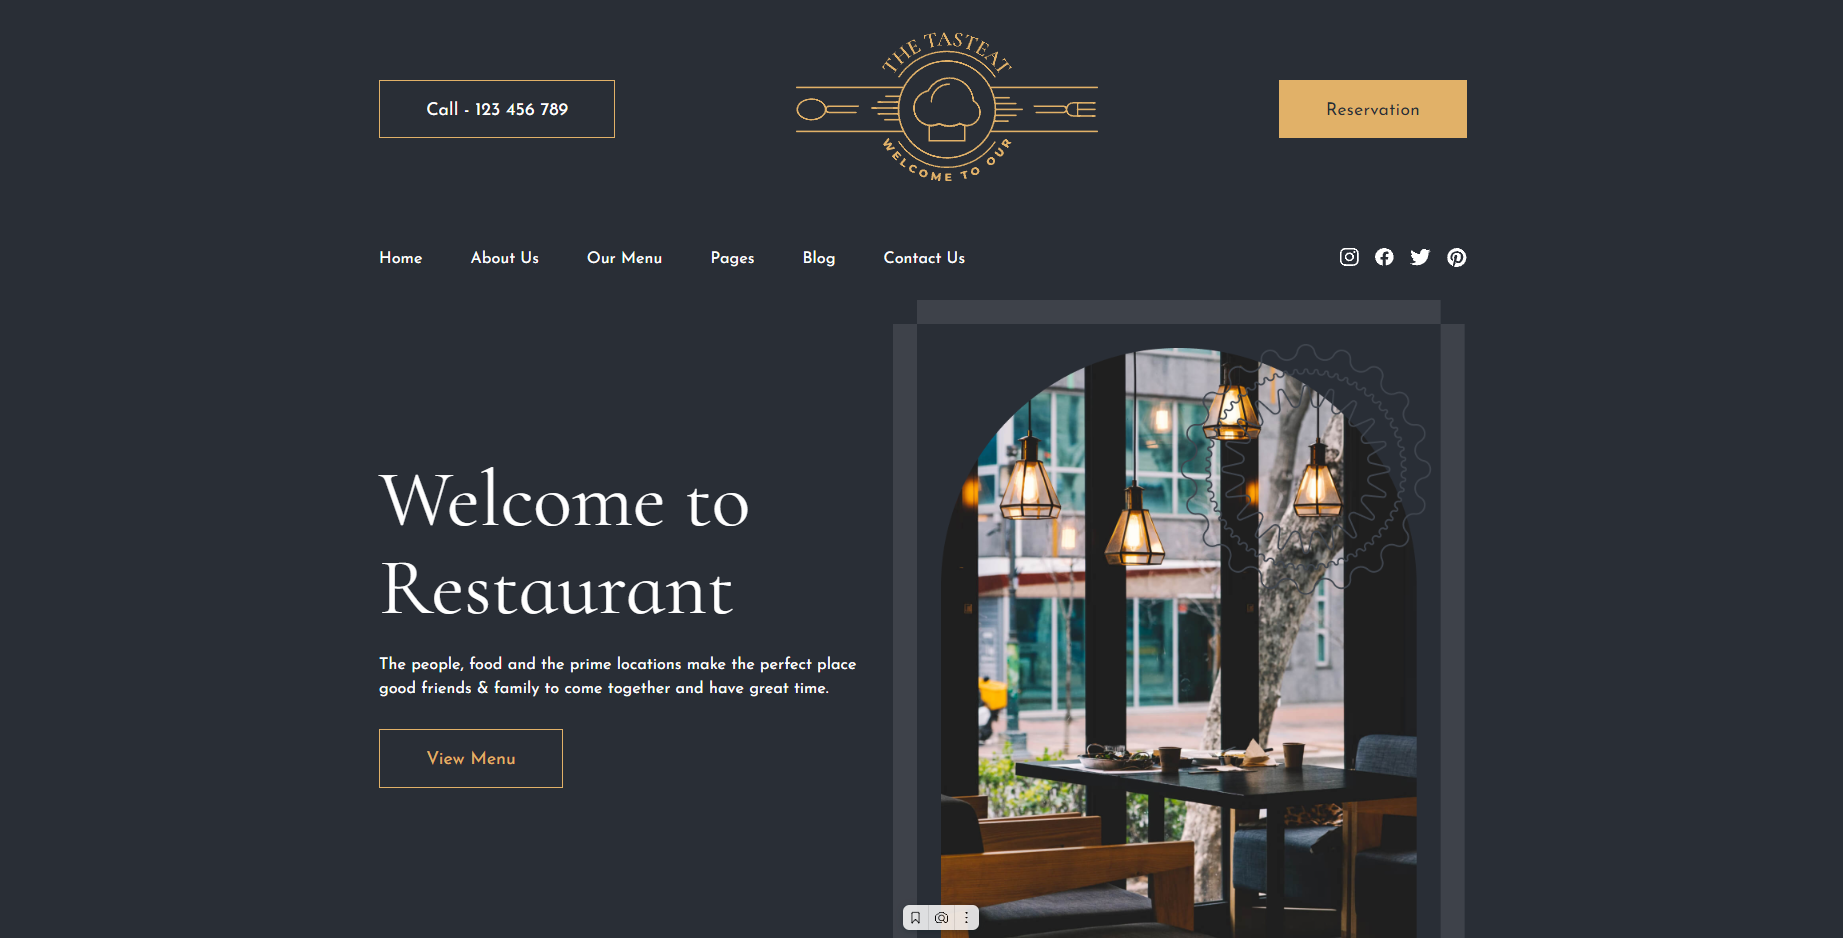 Call - 123 456 789
THE TASTEAT
WELCOME TO OUR
Reservation
Home
About Us
Our Menu
Pages
Blog
Contact Us
Welcome to
Restaurant
The people, food and the prime locations make the perfect place
good friends & family to come together and have great time.
View Menu